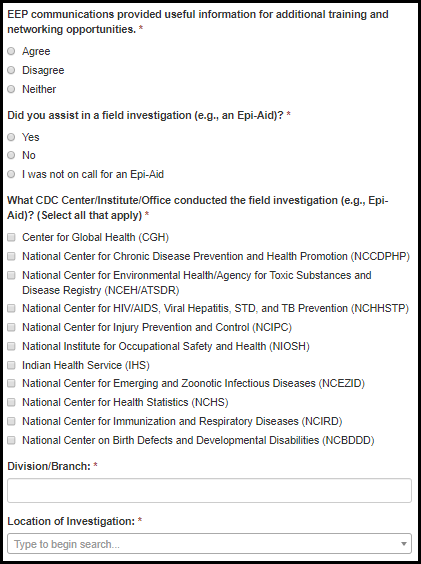 EEP communications provided useful information for additional training and
networking opportunities. *
Agree
Disagree
Neither
Did you assist in a field investigation (e.g., an Epi-Aid)? *
Yes
No
I was not on call for an Epi-Aid
What CDC Center/Institute/Office conducted the field investigation (e.g., Epi-
Aid)? (Select all that apply) *
Center for Global Health (CGH)
National Center for Chronic Disease Prevention and Health Promotion (NCCDPHP)
National Center for Environmental Health/Agency for Toxic Substances and
Disease Registry (NCEH/ATSDR)
National Center for HIV/AIDS, Viral Hepatitis, STD, and TB Prevention (NCHHSTP)
National Center for Injury Prevention and Control (NCIPC)
National Institute for Occupational Safety and Health (NIOSH)
Indian Health Service (IHS)
National Center for Emerging and Zoonotic Infectious Diseases (NCEZID)
National Center for Health Statistics (NCHS)
National Center for Immunization and Respiratory Diseases (NCIRD)
National Center on Birth Defects and Developmental Disabilities (NCBDDD)
Division/Branch: *
Location of Investigation: *
Type to begin search...